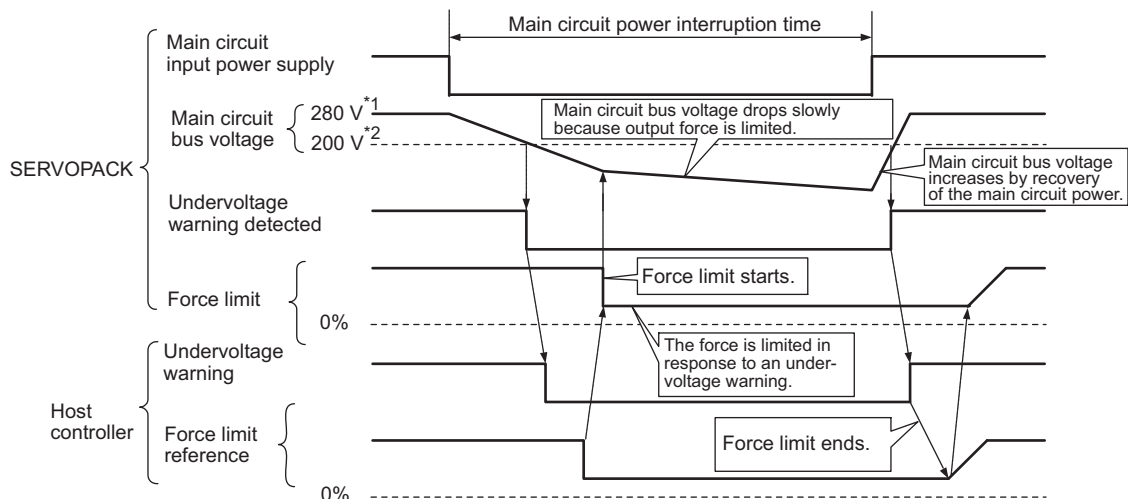 Main circuit power interruption time
Main circuit
input power supply
Main circuit
bus voltage
280 V*1
200 V*2
Main circuit bus voltage drops slowly
because output force is limited.
SERVOPACK
Main circuit bus voltage
increases by recovery
of the main circuit power.
Undervoltage
warning detected
Force limit starts.
Force limit
0%
The force is limited in
response to an under-
voltage warning.
Undervoltage
warning
Host
controller
Force limit
reference
Force limit ends.
0%